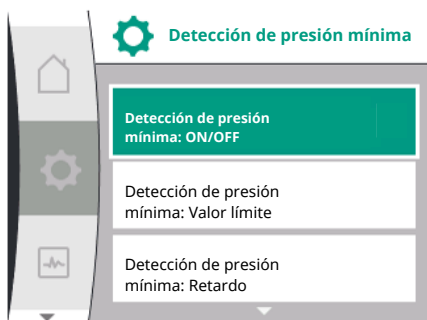 Detección de presión mínima
Detección de presión
mínima: ON/OFF
Detección de presión
mínima: Valor límite
Detección de presión
mínima: Retardo